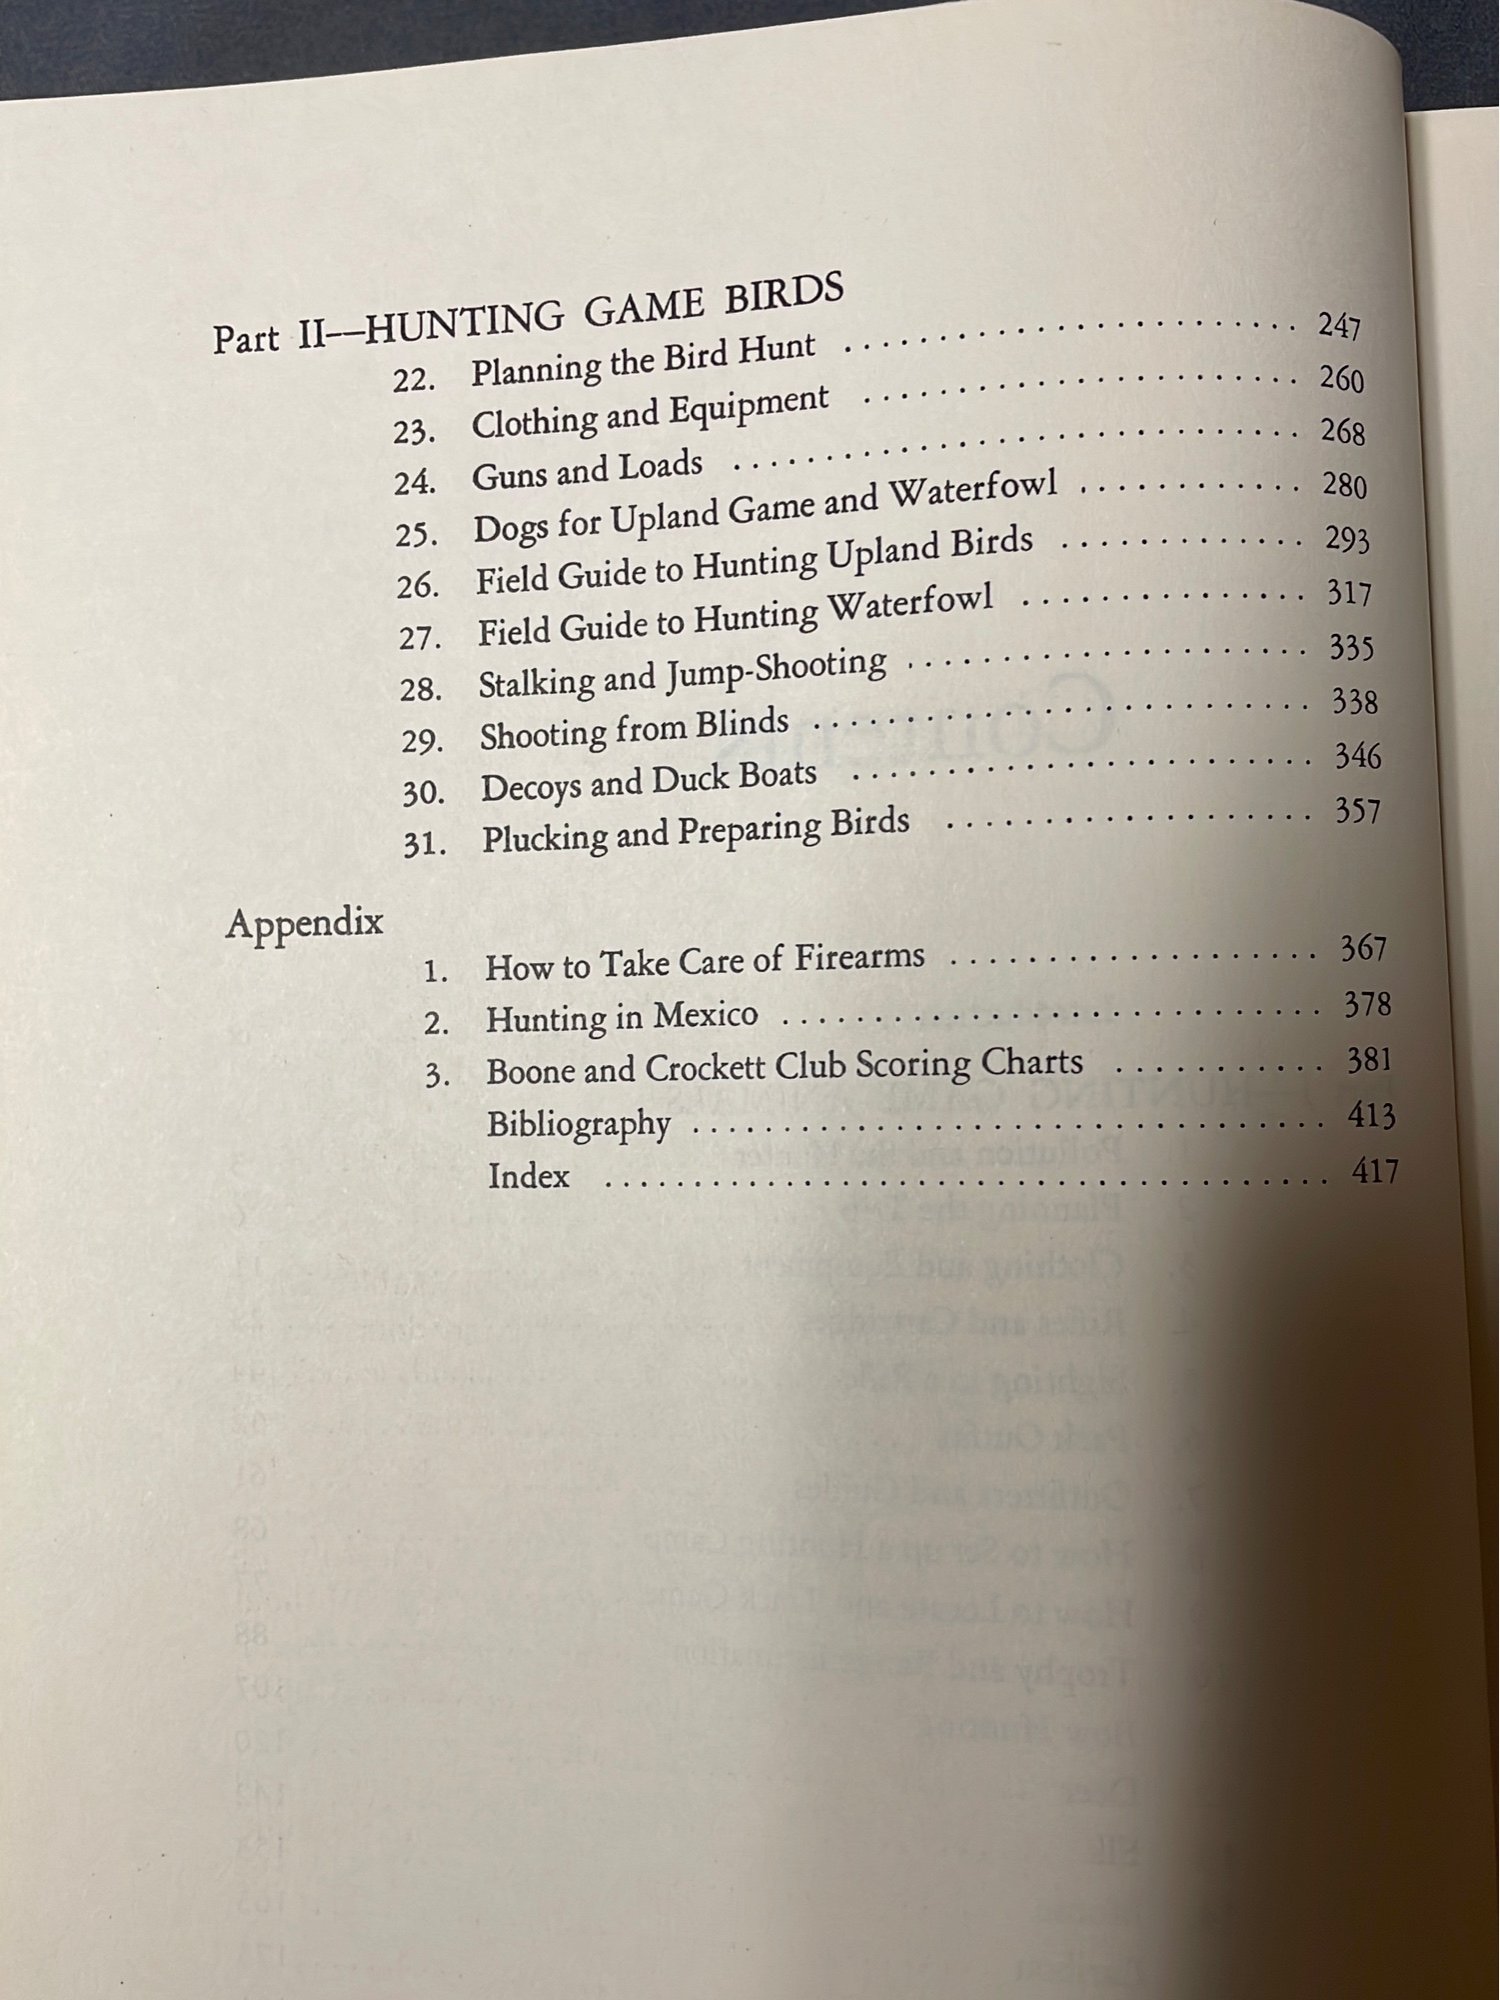 Part II—HUNTING GAME BIRDS
22. Planning the Bird Hunt . . . . . . . . . . . . . . . . . . . 247
23. Clothing and Equipment . . . . . . . . . . . . . . . . . . . 260
24. Guns and Loads . . . . . . . . . . . . . . . . . . . 268
25. Dogs for Upland Game and Waterfowl . . . . . . . . . . . . 280
26. Field Guide to Hunting Upland Birds . . . . . . . . . . . . . 293
27. Field Guide to Hunting Waterfowl . . . . . . . . . . . . . . . 317
28. Stalking and Jump-Shooting . . . . . . . . . . . . . . . . . . . 335
29. Shooting from Blinds . . . . . . . . . . . . . . . . . . . 338
30. Decoys and Duck Boats . . . . . . . . . . . . . . . . . . . 346
31. Plucking and Preparing Birds . . . . . . . . . . . . . . . . . . . 357
Appendix
1. How to Take Care of Firearms . . . . . . . . . . . . . . . . . . . 367
2. Hunting in Mexico . . . . . . . . . . . . . . . . . . . 378
3. Boone and Crockett Club Scoring Charts . . . . . . . . . . . 381
Bibliography . . . . . . . . . . . . . . . . . . . 413
Index . . . . . . . . . . . . . . . . . . . 417